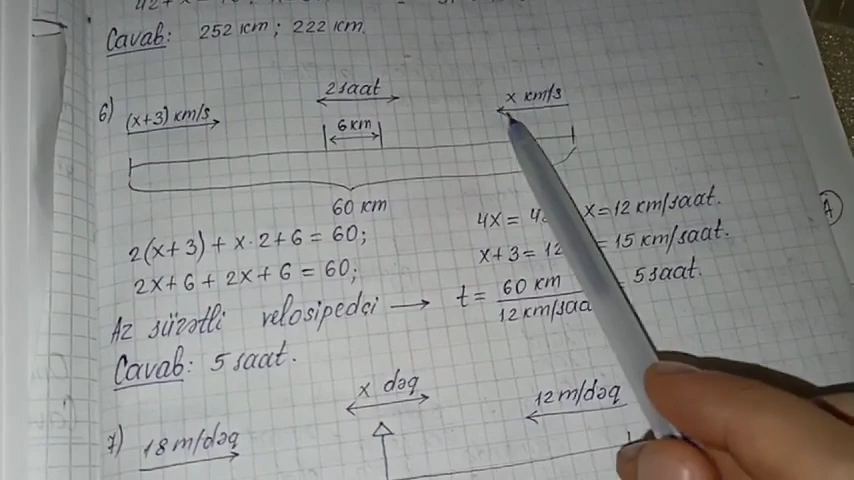 Cavab: 252 km; 222 km.
6) (x+3) km/s
2 saat
x km/s
6 km
60 km
2(x+3) + x·2+6 = 60;
2x+6 + 2x+6 = 60;
4x = x=12 km/saat.
x+3 = 12 = 15 km/saat.
Az sürətli velosipedçi → t = 60 km / 12 km/saa = 5 saat.
Cavab: 5 saat.
7) 18 m/dəq
x dəq
12 m/dəq
A